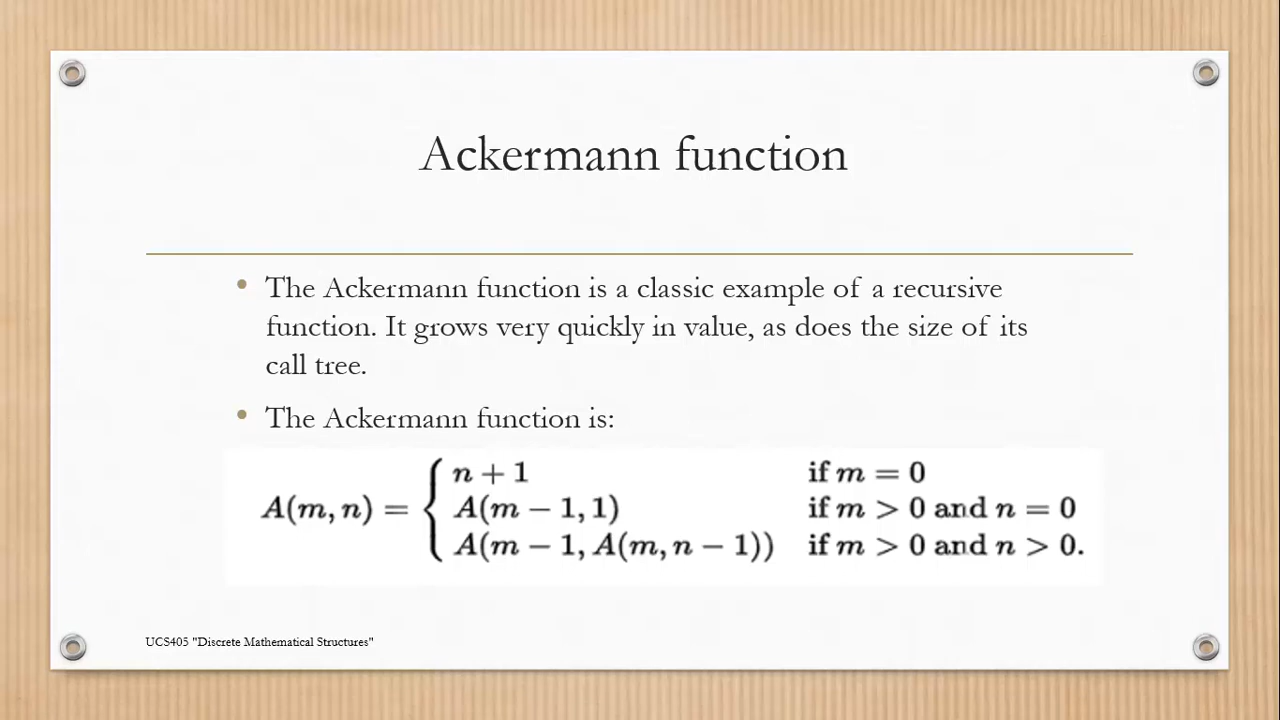 Ackermann function
• The Ackermann function is a classic example of a recursive
function. It grows very quickly in value, as does the size of its
call tree.
• The Ackermann function is:
n + 1 if m = 0
A(m, n) = { A(m − 1, 1) if m > 0 and n = 0
A(m − 1, A(m, n − 1)) if m > 0 and n > 0.
UCS405 "Discrete Mathematical Structures"